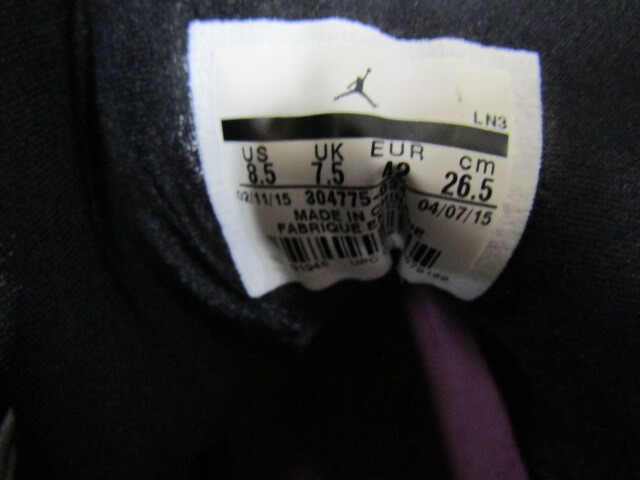 LN3
US UK EUR cm
8.5 7.5 42 26.5
02/11/15 304775 04/07/15
MADE IN
FABRIQUE
UPC